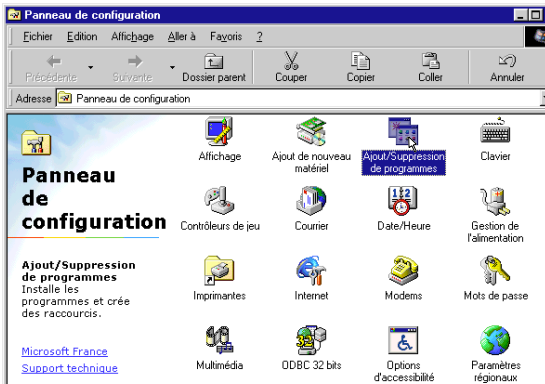 Panneau de configuration
Fichier Edition Affichage Aller à Favoris ?
Précédente Suivante Dossier parent Couper Copier Coller Annuler
Adresse Panneau de configuration
Panneau
de
configuration
Ajout/Suppression
de programmes
Installe les
programmes et crée
des raccourcis.
Microsoft France
Support technique
Affichage
Ajout de nouveau
matériel
Ajout/Suppression
de programmes
Clavier
Contrôleurs de jeu
Courrier
Date/Heure
Gestion de
l'alimentation
Imprimantes
Internet
Modems
Mots de passe
Multimédia
ODBC 32 bits
Options
d'accessibilité
Paramètres
régionaux